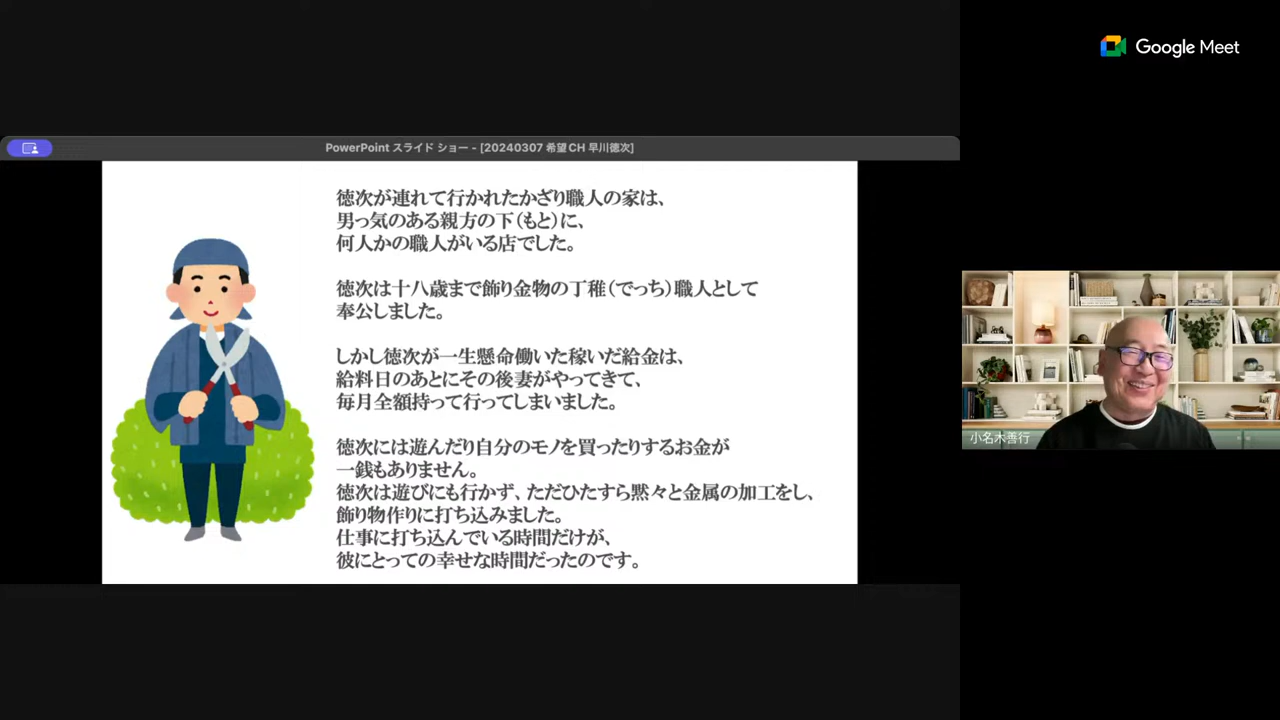 Google Meet
PowerPoint スライド ショー - [20240307 希望CH 早川徳次]
徳次が連れて行かれたかざり職人の家は、
男っ気のある親方の下（もと）に、
何人かの職人がいる店でした。
徳次は十八歳まで飾り金物の丁稚（でっち）職人として
奉公しました。
しかし徳次が一生懸命働いた稼いだ給金は、
給料日のあとにその後妻がやってきて、
毎月全額持って行ってしまいました。
徳次には遊んだり自分のモノを買ったりするお金が
一銭もありません。
徳次は遊びにも行かず、ただひたすら黙々と金属の加工をし、
飾り物作りに打ち込みました。
仕事に打ち込んでいる時間だけが、
彼にとっての幸せな時間だったのです。
小名木善行